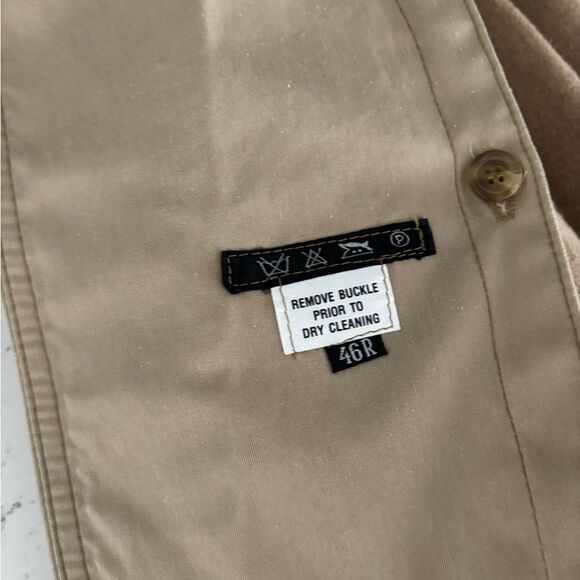 P
REMOVE BUCKLE
PRIOR TO
DRY CLEANING
46R